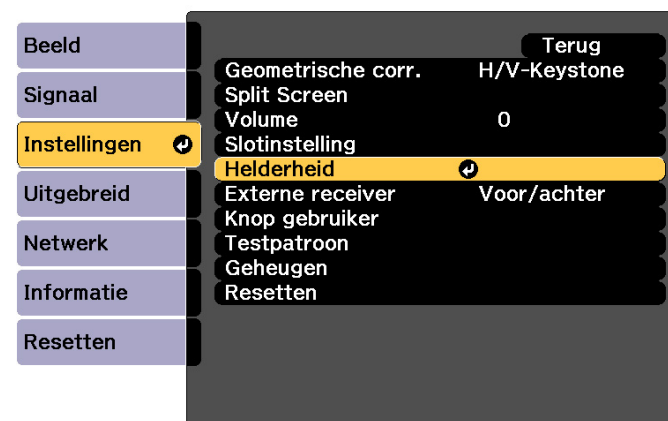 Beeld
Signaal
Instellingen
Uitgebreid
Netwerk
Informatie
Resetten
Terug
Geometrische corr. H/V-Keystone
Split Screen
Volume 0
Slotinstelling
Helderheid
Externe receiver Voor/achter
Knop gebruiker
Testpatroon
Geheugen
Resetten